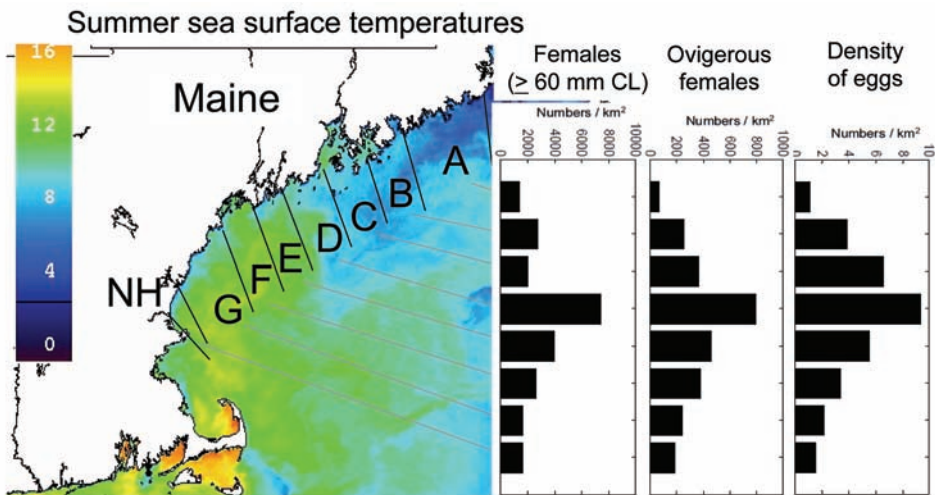 Summer sea surface temperatures
16
12
8
4
0
Maine
A
B
C
D
E
F
G
NH
Females
(≥ 60 mm CL)
Numbers / km²
0 2000 4000 6000 8000 10000
Ovigerous
females
Numbers / km²
0 200 400 600 800 1000
Density
of eggs
Numbers / km²
0 2 4 6 8 10